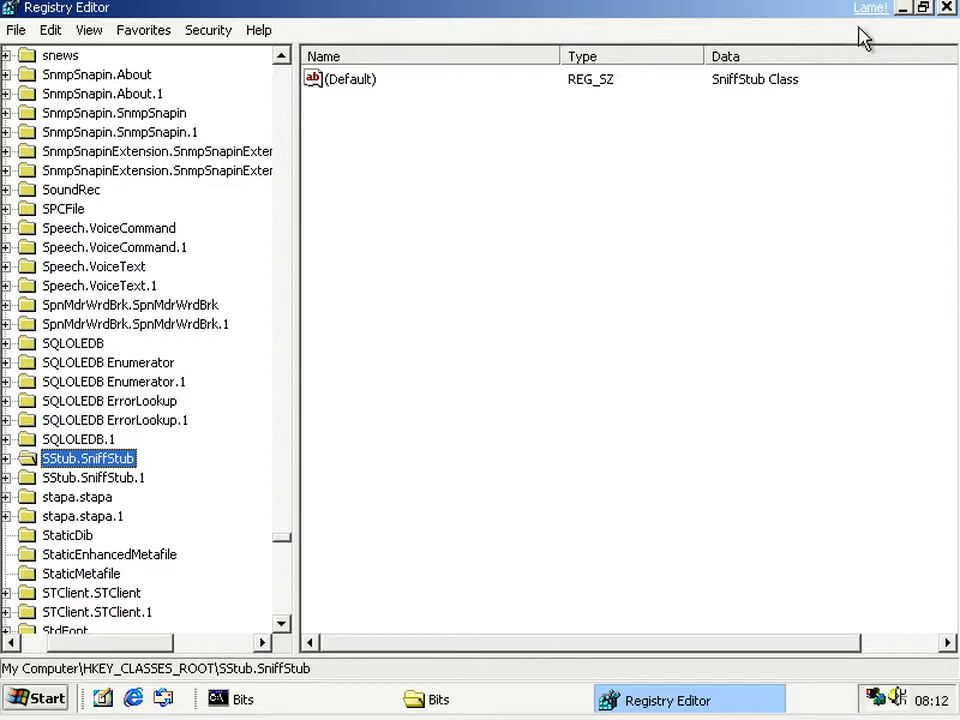 Registry Editor
Lame!
File Edit View Favorites Security Help
Name Type Data
(Default) REG_SZ SniffStub Class
snews
SnmpSnapin.About
SnmpSnapin.About.1
SnmpSnapin.SnmpSnapin
SnmpSnapin.SnmpSnapin.1
SnmpSnapinExtension.SnmpSnapinExter
SnmpSnapinExtension.SnmpSnapinExter
SoundRec
SPCFile
Speech.VoiceCommand
Speech.VoiceCommand.1
Speech.VoiceText
Speech.VoiceText.1
SpnMdrWrdBrk.SpnMdrWrdBrk
SpnMdrWrdBrk.SpnMdrWrdBrk.1
SQLOLEDB
SQLOLEDB Enumerator
SQLOLEDB Enumerator.1
SQLOLEDB ErrorLookup
SQLOLEDB ErrorLookup.1
SQLOLEDB.1
SStub.SniffStub
SStub.SniffStub.1
stapa.stapa
stapa.stapa.1
StaticDib
StaticEnhancedMetafile
StaticMetafile
STClient.STClient
STClient.STClient.1
StdFont
My Computer\HKEY_CLASSES_ROOT\SStub.SniffStub
Start Bits Bits Registry Editor 08:12